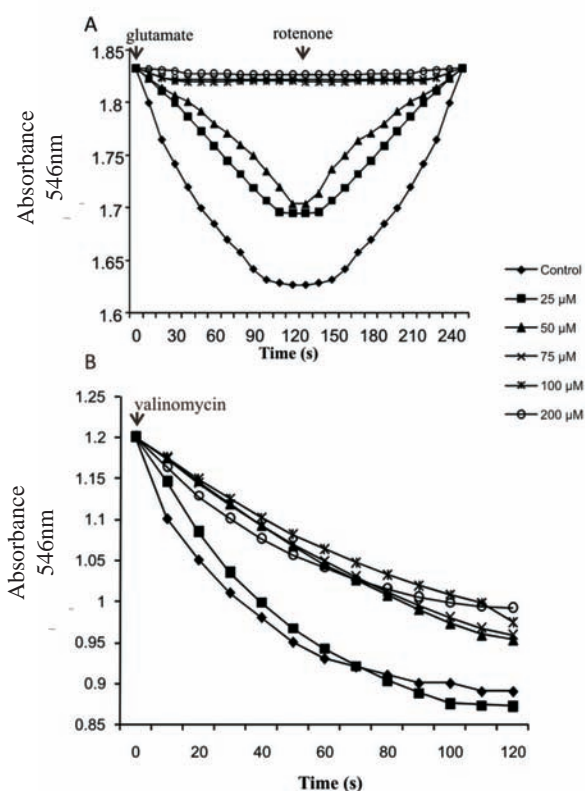 A
glutamate
rotenone
1.85
1.8
1.75
1.7
1.65
1.6
Absorbance
546nm
0 30 60 90 120 150 180 210 240
Time (s)
Control
25 µM
50 µM
75 µM
100 µM
200 µM
B
valinomycin
1.25
1.2
1.15
1.1
1.05
1
0.95
0.9
0.85
Absorbance
546nm
0 20 40 60 80 100 120
Time (s)